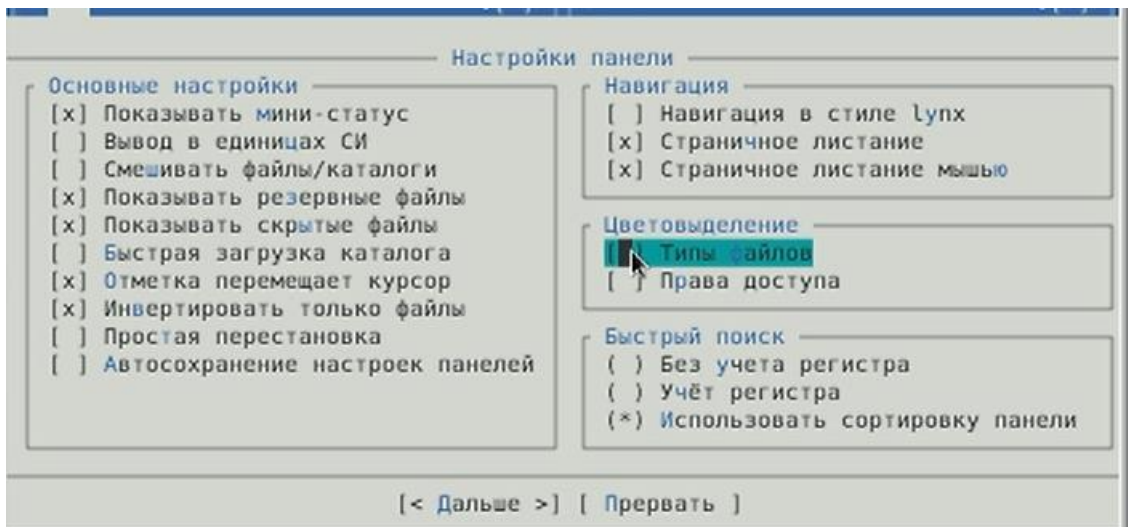 Настройки панели
Основные настройки
[x] Показывать мини-статус
[ ] Вывод в единицах СИ
[ ] Смешивать файлы/каталоги
[x] Показывать резервные файлы
[x] Показывать скрытые файлы
[ ] Быстрая загрузка каталога
[x] Отметка перемещает курсор
[x] Инвертировать только файлы
[ ] Простая перестановка
[ ] Автосохранение настроек панелей
Навигация
[ ] Навигация в стиле lynx
[x] Страничное листание
[x] Страничное листание мышью
Цветовыделение
[ ] Типы файлов
[ ] Права доступа
Быстрый поиск
( ) Без учета регистра
( ) Учёт регистра
(*) Использовать сортировку панели
[< Дальше >] [ Прервать ]